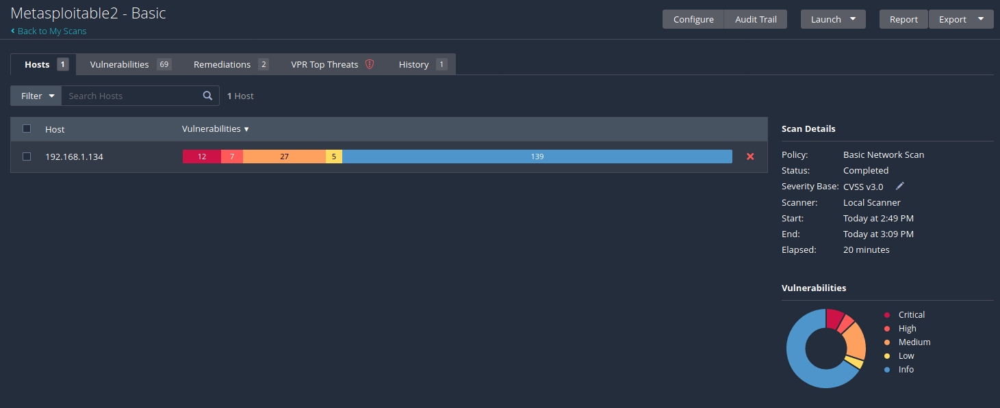 Metasploitable2 - Basic
Back to My Scans
Configure Audit Trail Launch Report Export
Hosts 1 Vulnerabilities 69 Remediations 2 VPR Top Threats History 1
Filter Search Hosts 1 Host
Host Vulnerabilities
192.168.1.134 12 7 27 5 139
Scan Details
Policy: Basic Network Scan
Status: Completed
Severity Base: CVSS v3.0
Scanner: Local Scanner
Start: Today at 2:49 PM
End: Today at 3:09 PM
Elapsed: 20 minutes
Vulnerabilities
Critical
High
Medium
Low
Info